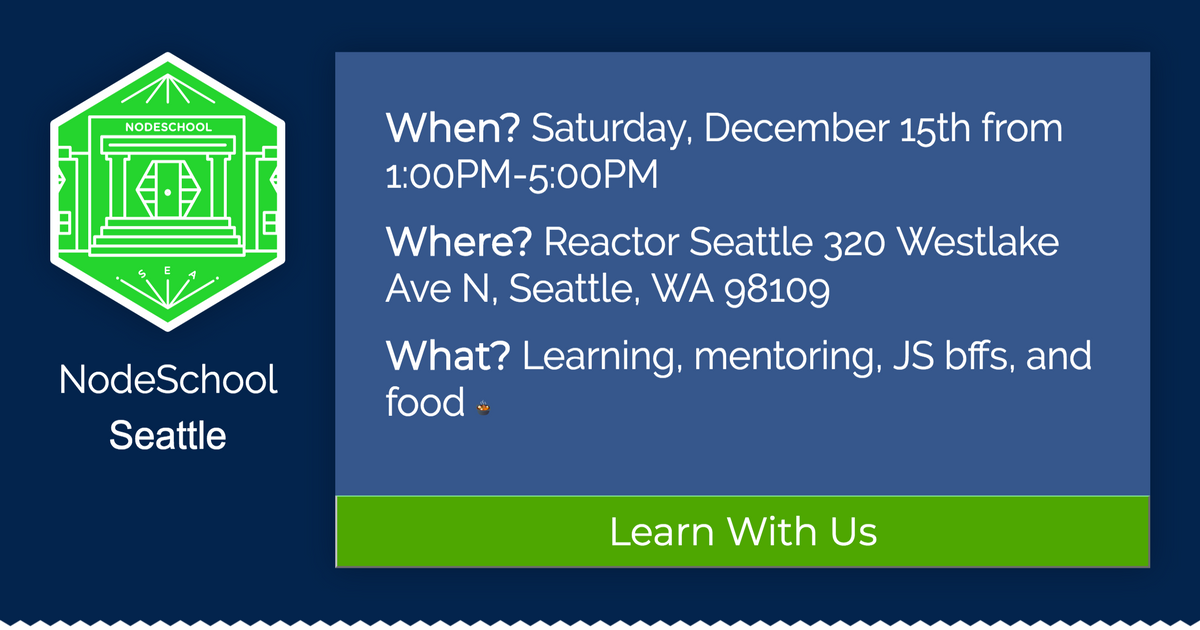 NODESCHOOL
SEA
NodeSchool
Seattle
When? Saturday, December 15th from
1:00PM-5:00PM
Where? Reactor Seattle 320 Westlake
Ave N, Seattle, WA 98109
What? Learning, mentoring, JS bffs, and
food
Learn With Us